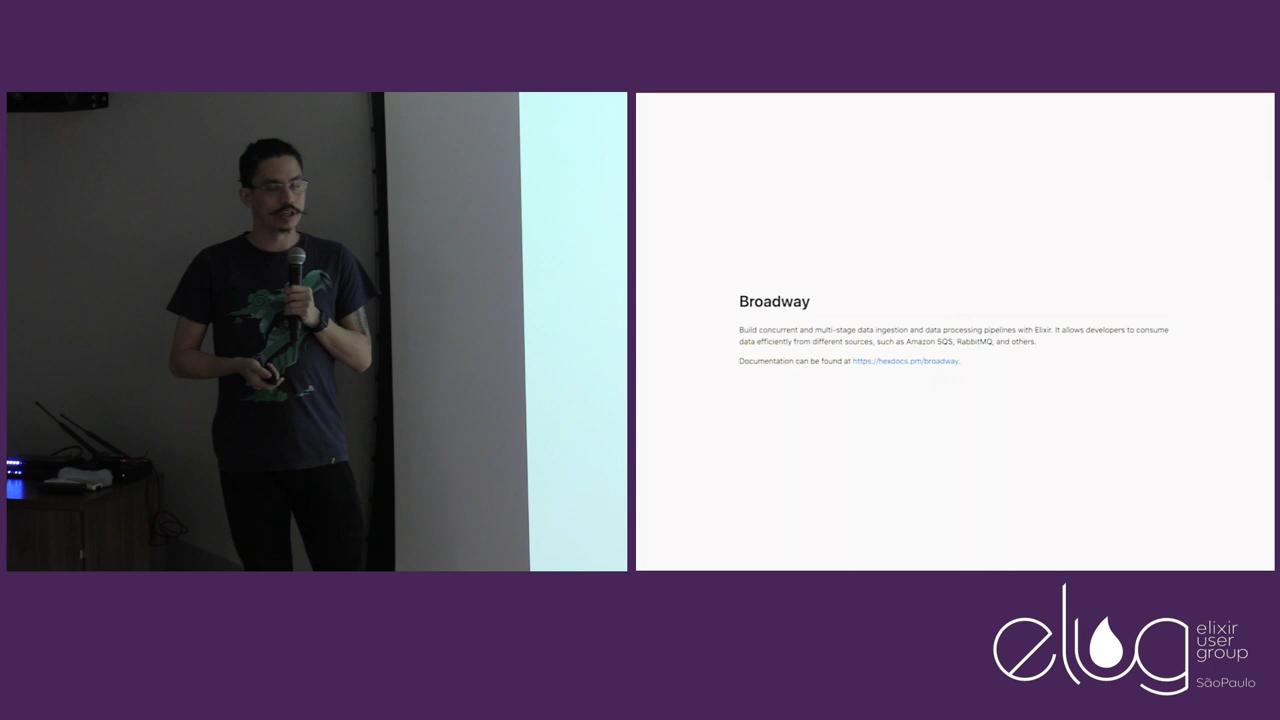 Broadway
Build concurrent and multi-stage data ingestion and data processing pipelines with Elixir. It allows developers to consume
data efficiently from different sources, such as Amazon SQS, RabbitMQ, and others.
Documentation can be found at https://hexdocs.pm/broadway.
elug
elixir
user
group
SãoPaulo